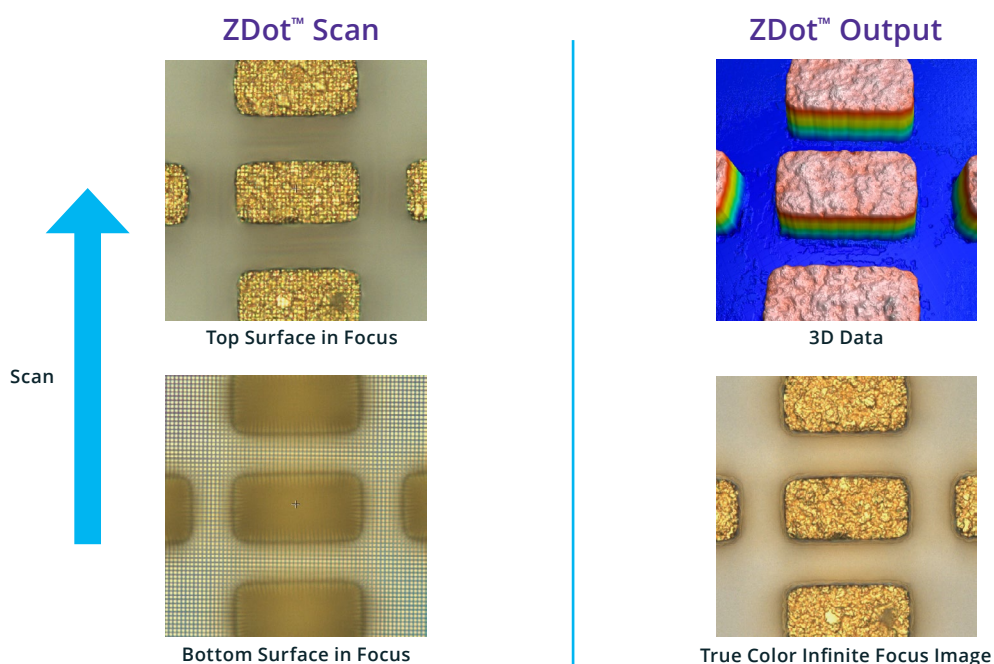 ZDot™ Scan
Top Surface in Focus
Scan
Bottom Surface in Focus
ZDot™ Output
3D Data
True Color Infinite Focus Image